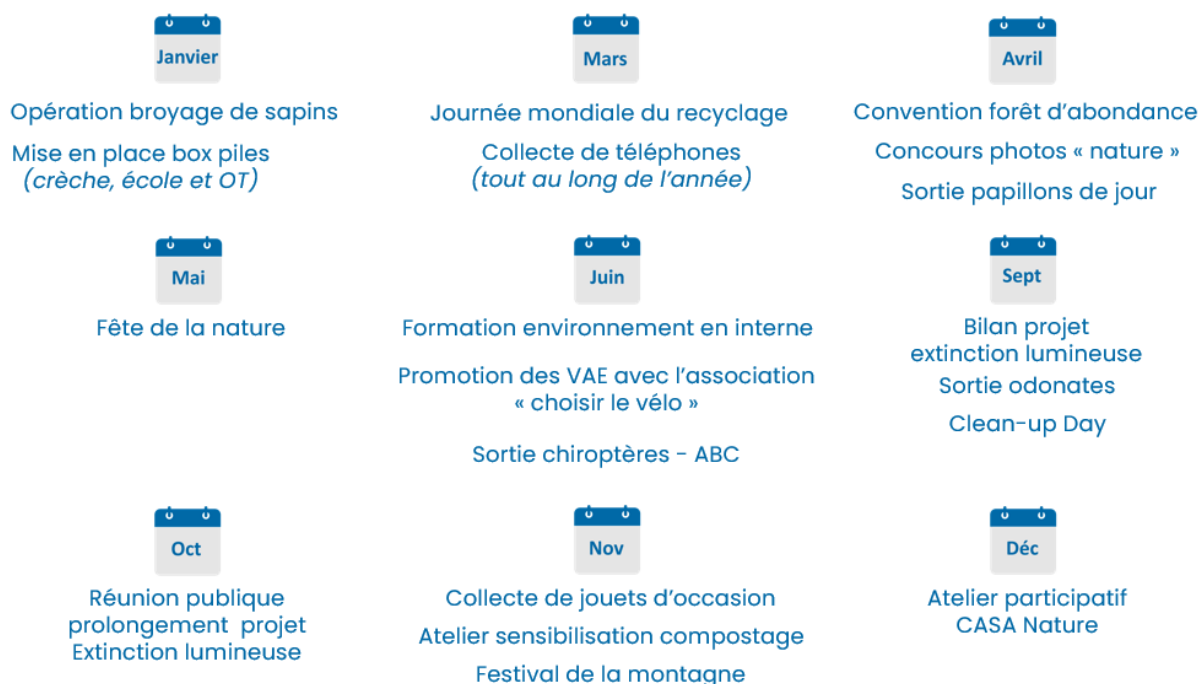 Janvier
Opération broyage de sapins
Mise en place box piles
(crèche, école et OT)
Mars
Journée mondiale du recyclage
Collecte de téléphones
(tout au long de l'année)
Avril
Convention forêt d'abondance
Concours photos « nature »
Sortie papillons de jour
Mai
Fête de la nature
Juin
Formation environnement en interne
Promotion des VAE avec l'association
« choisir le vélo »
Sortie chiroptères - ABC
Sept
Bilan projet
extinction lumineuse
Sortie odonates
Clean-up Day
Oct
Réunion publique
prolongement projet
Extinction lumineuse
Nov
Collecte de jouets d'occasion
Atelier sensibilisation compostage
Festival de la montagne
Déc
Atelier participatif
CASA Nature